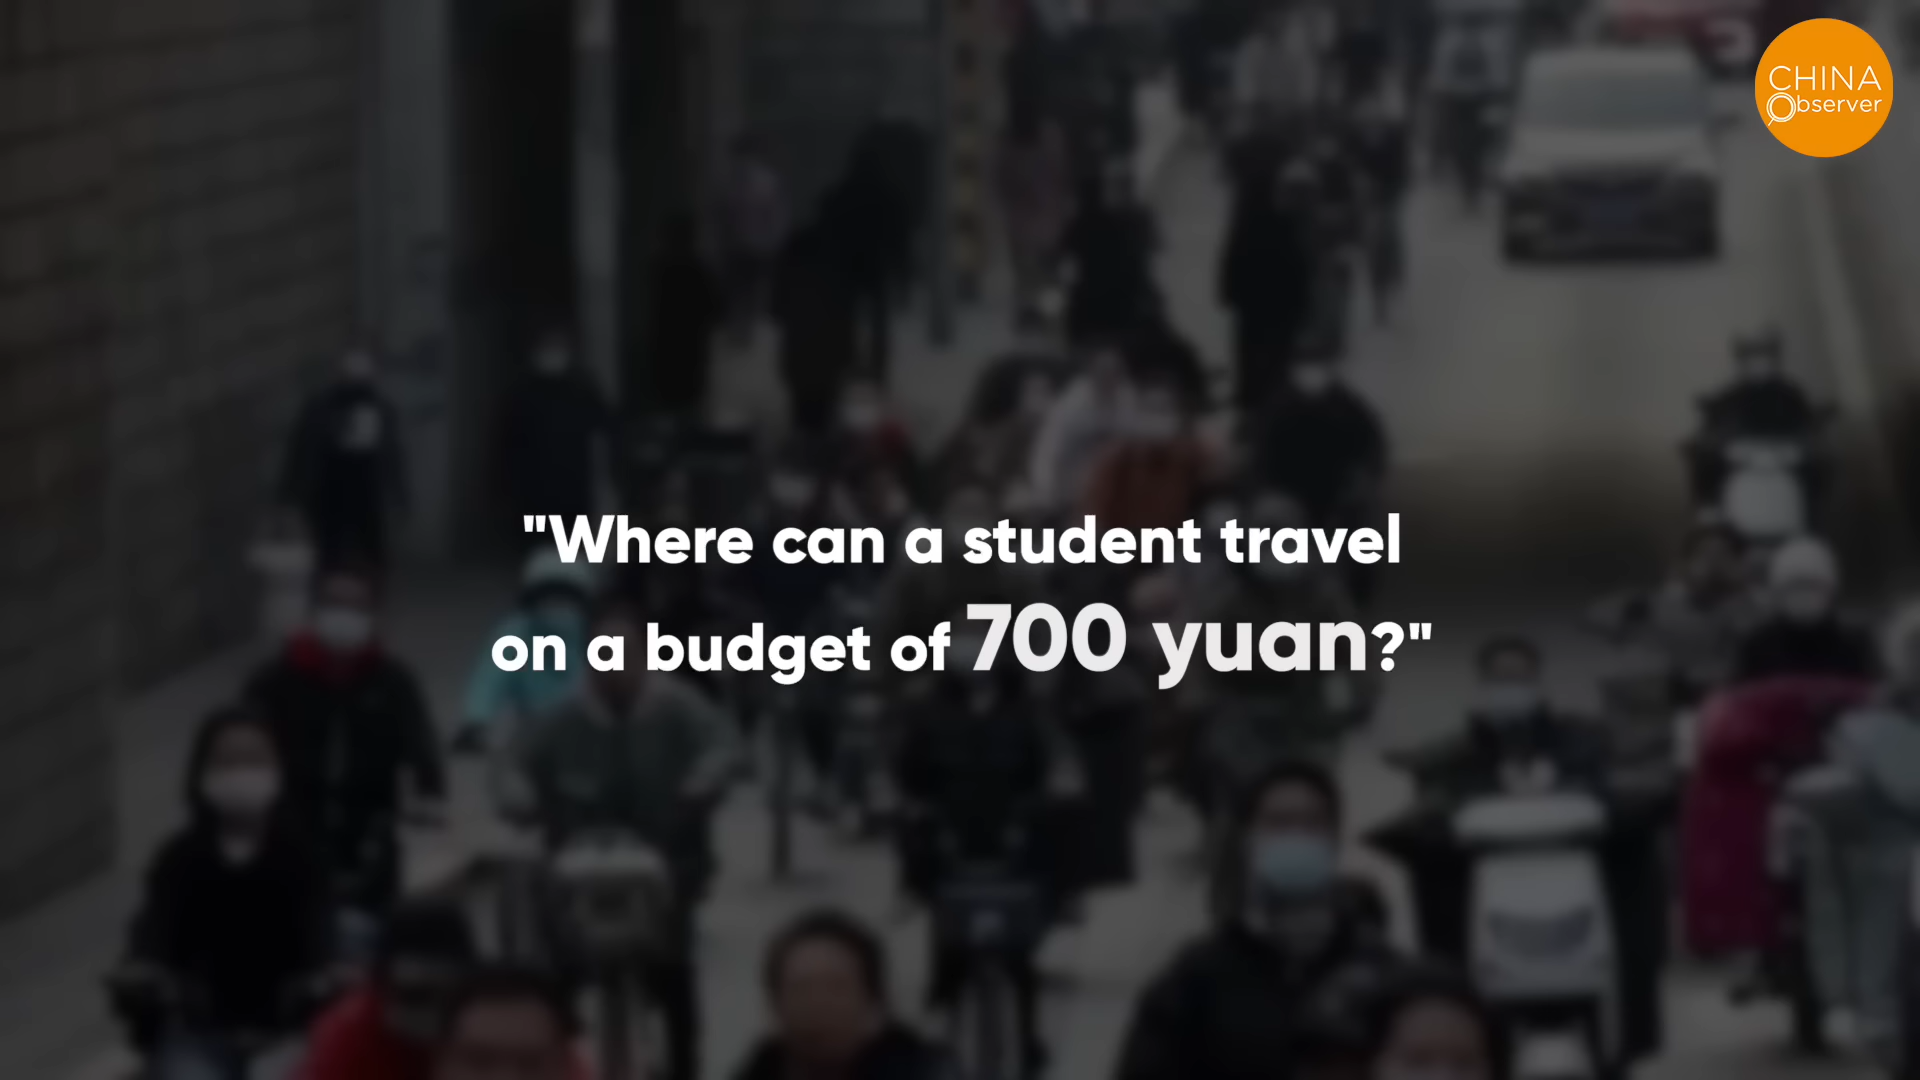 CHINA
Observer
"Where can a student travel
on a budget of 700 yuan?"